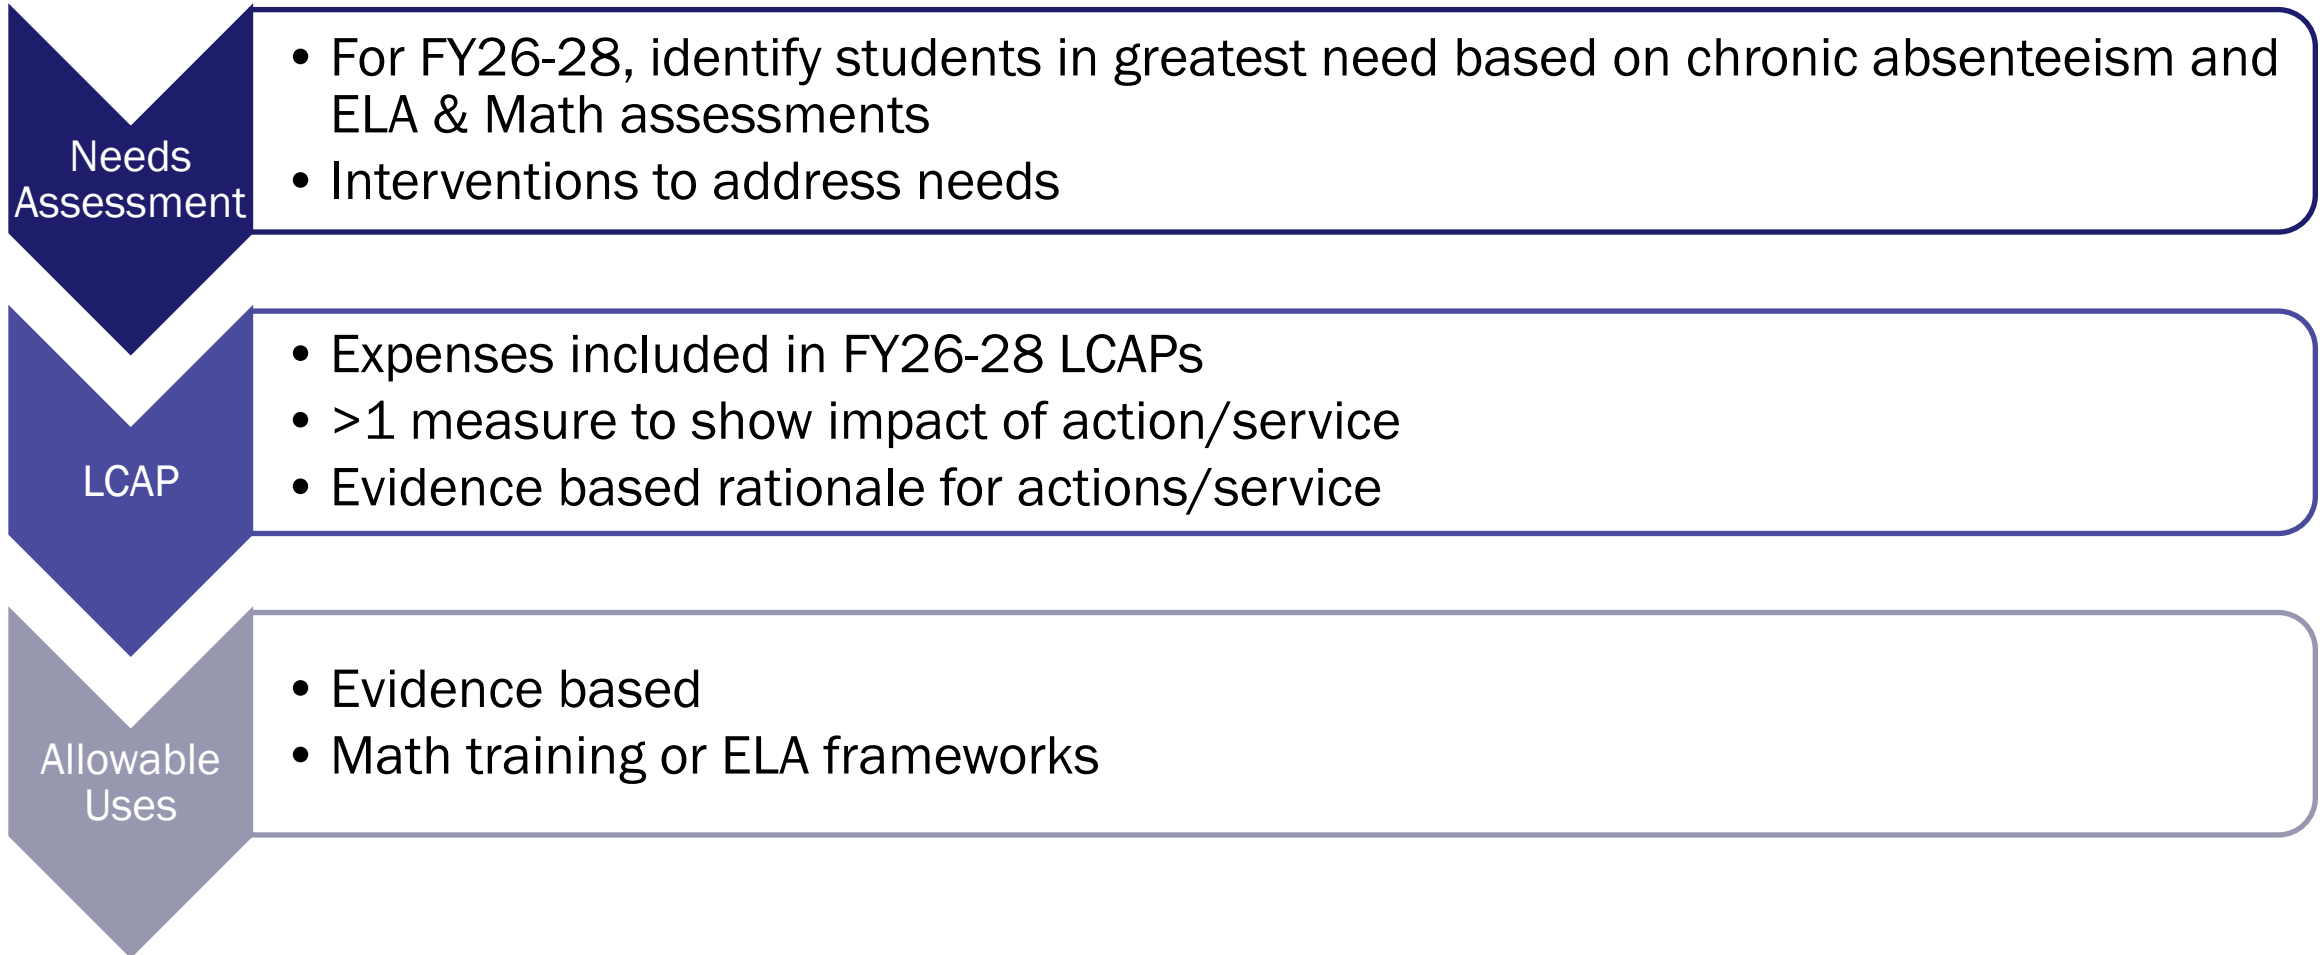 Needs
Assessment
• For FY26-28, identify students in greatest need based on chronic absenteeism and
ELA & Math assessments
• Interventions to address needs
LCAP
• Expenses included in FY26-28 LCAPs
• >1 measure to show impact of action/service
• Evidence based rationale for actions/service
Allowable
Uses
• Evidence based
• Math training or ELA frameworks